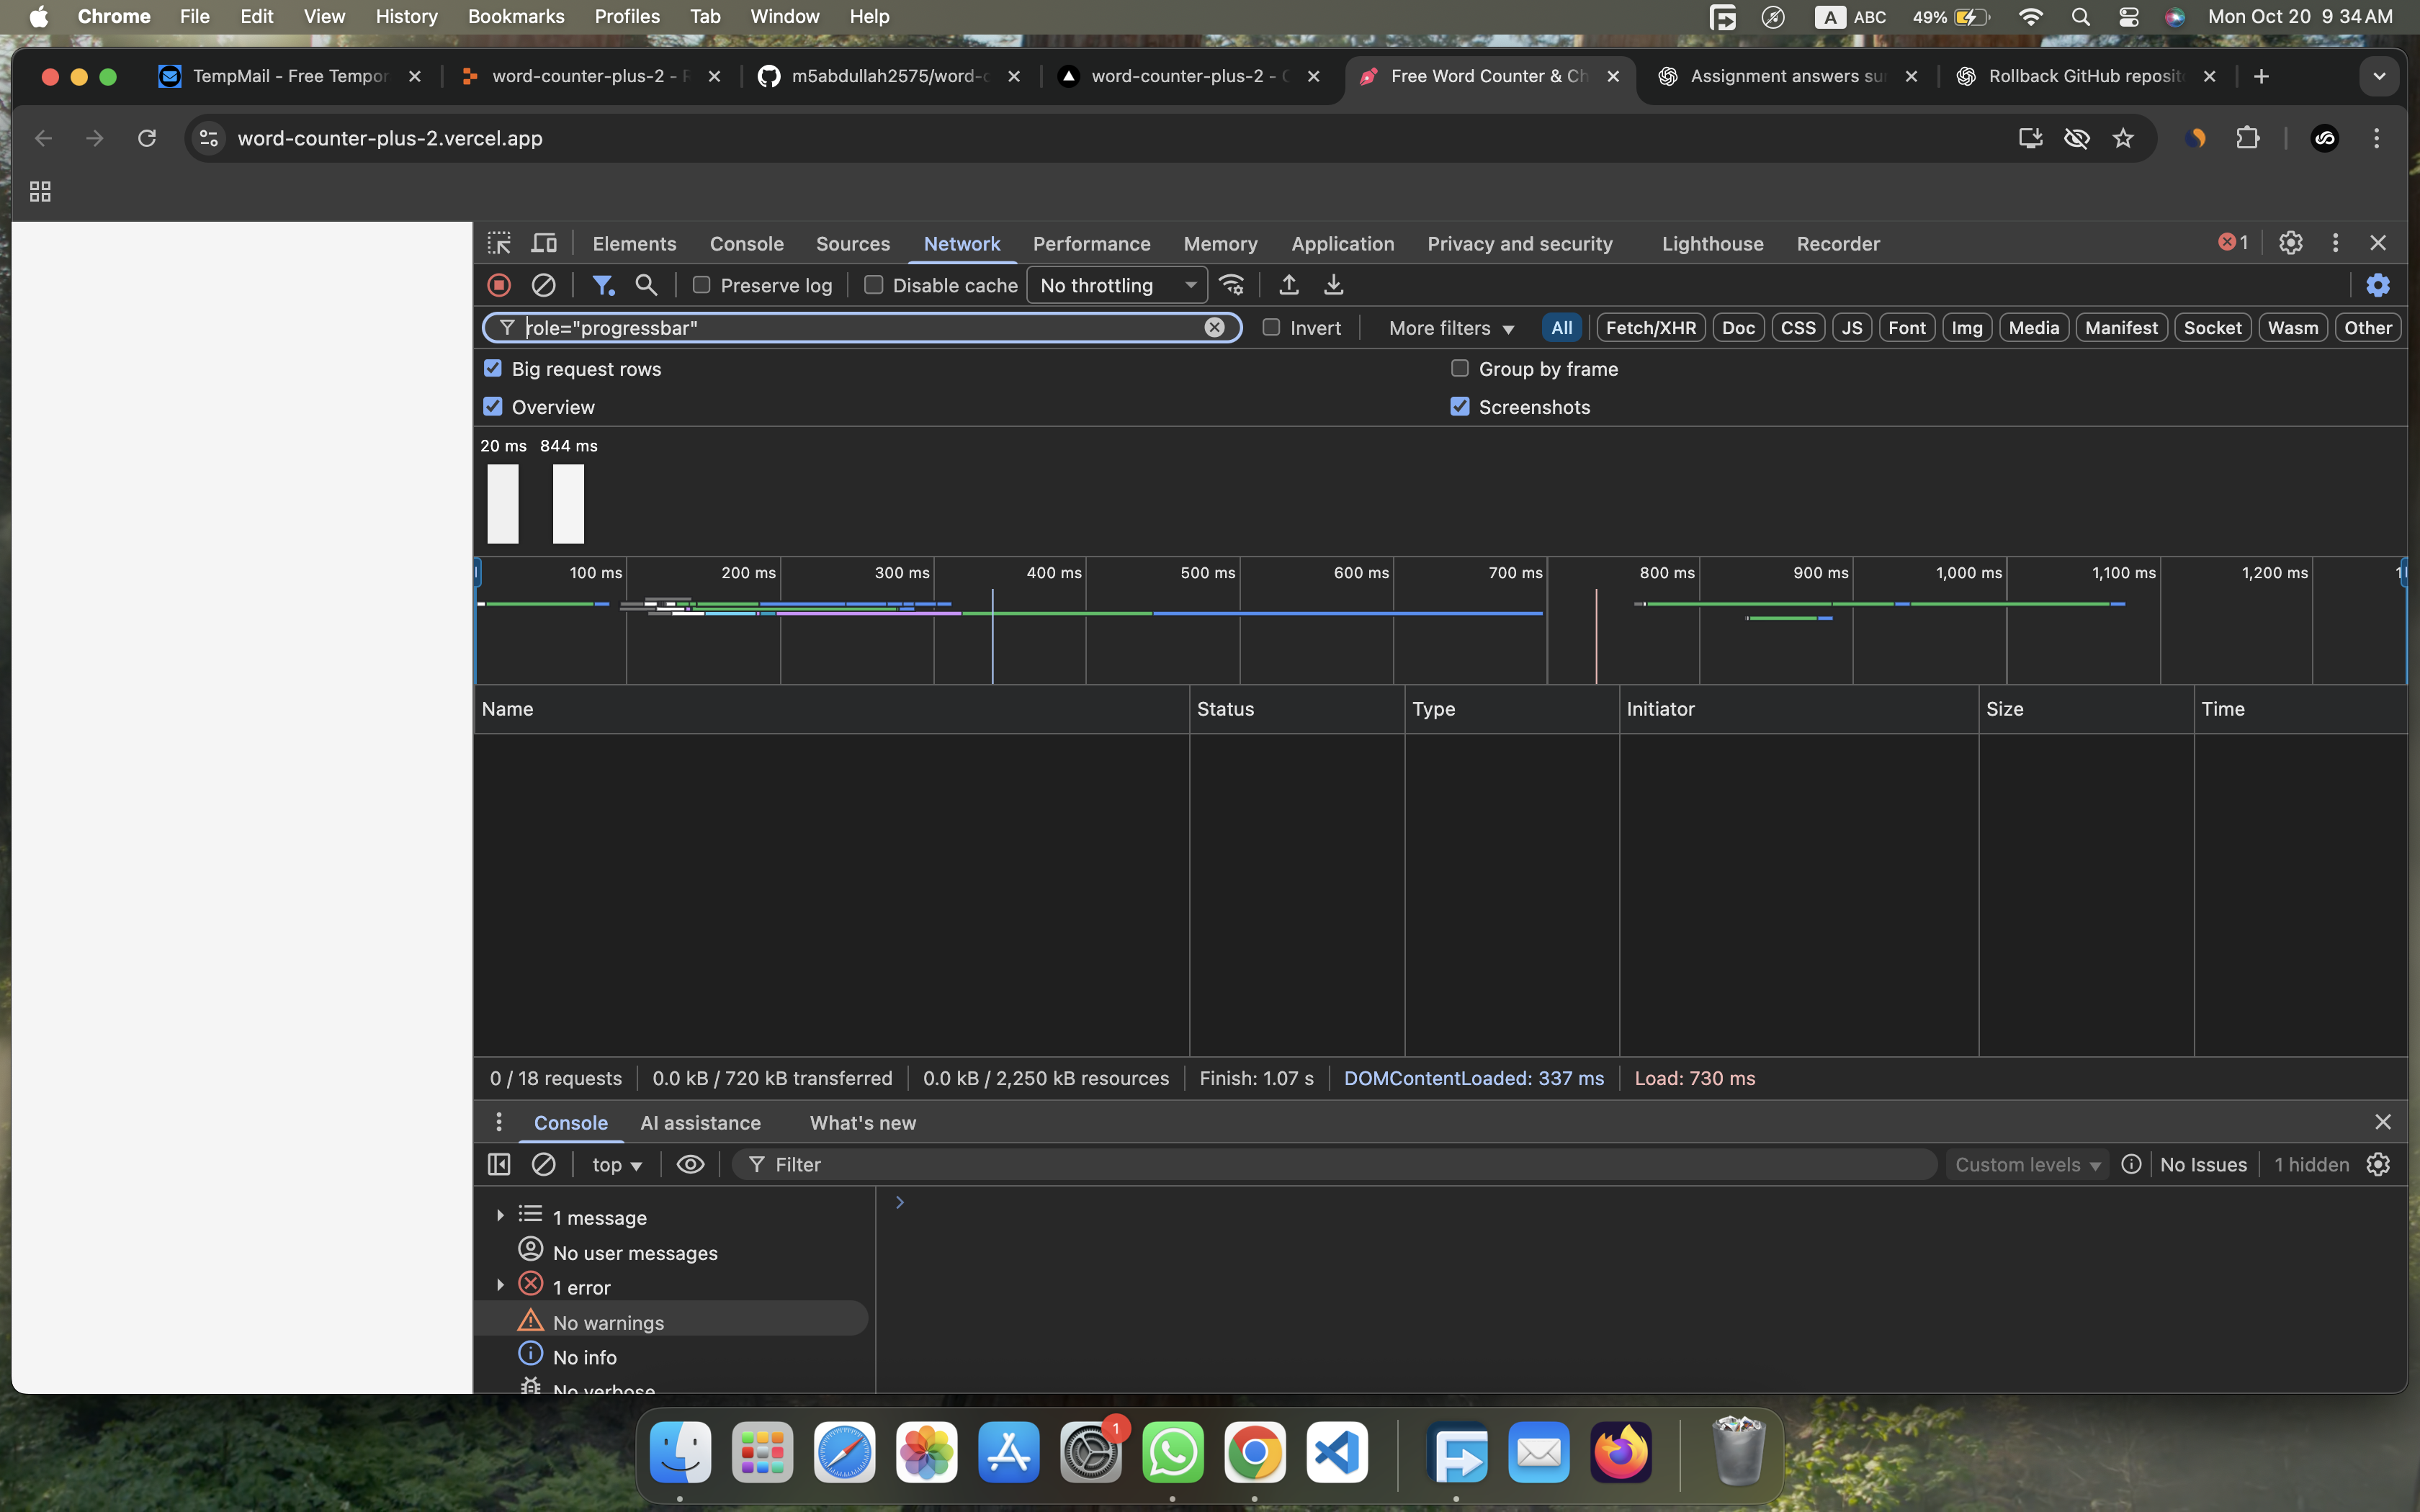 Chrome File Edit View History Bookmarks Profiles Tab Window Help A ABC 49% Mon Oct 20 9 34 AM
TempMail - Free Tempor word-counter-plus-2 - R m5abdullah2575/word-c word-counter-plus-2 - C Free Word Counter & Ch Assignment answers su Rollback GitHub reposit
word-counter-plus-2.vercel.app
Elements Console Sources Network Performance Memory Application Privacy and security Lighthouse Recorder 1
Preserve log Disable cache No throttling
role="progressbar" Invert More filters All Fetch/XHR Doc CSS JS Font Img Media Manifest Socket Wasm Other
Big request rows Group by frame
Overview Screenshots
20 ms 844 ms
100 ms 200 ms 300 ms 400 ms 500 ms 600 ms 700 ms 800 ms 900 ms 1,000 ms 1,100 ms 1,200 ms
Name Status Type Initiator Size Time
0 / 18 requests 0.0 kB / 720 kB transferred 0.0 kB / 2,250 kB resources Finish: 1.07 s DOMContentLoaded: 337 ms Load: 730 ms
Console AI assistance What's new
top Filter Custom levels No Issues 1 hidden
1 message
No user messages
1 error
No warnings
No info
No verbose
1